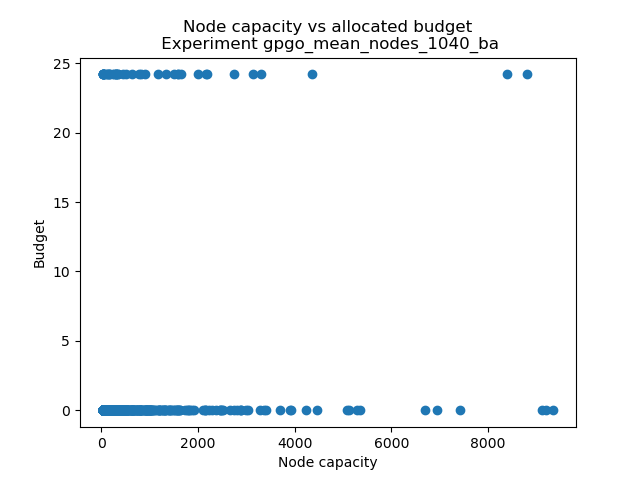 Node capacity vs allocated budget
Experiment gpgo_mean_nodes_1040_ba
25
20
15
10
5
0
Budget
0 2000 4000 6000 8000
Node capacity